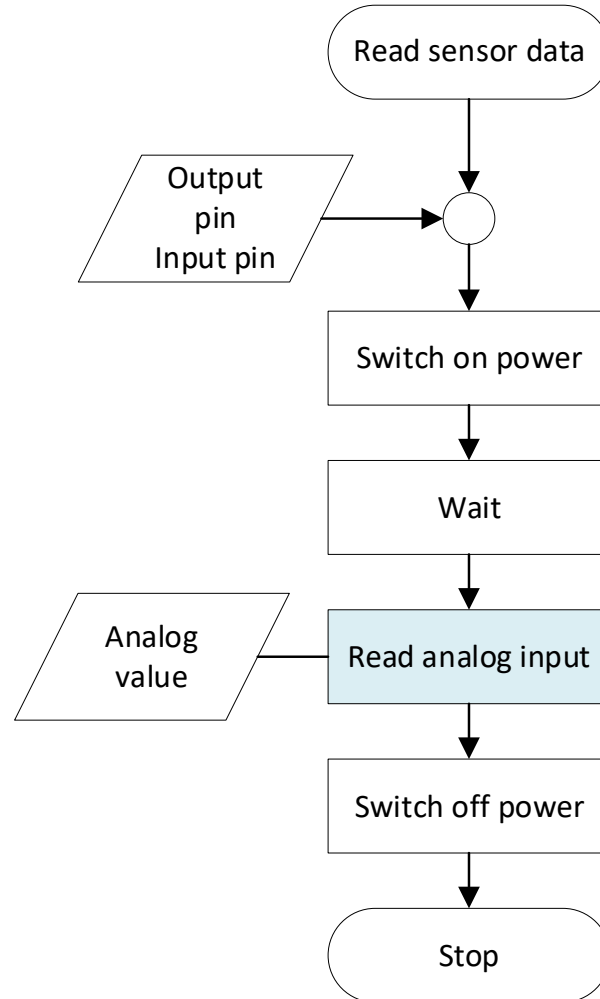 Read sensor data
Output
pin
Input pin
Switch on power
Wait
Analog
value
Read analog input
Switch off power
Stop